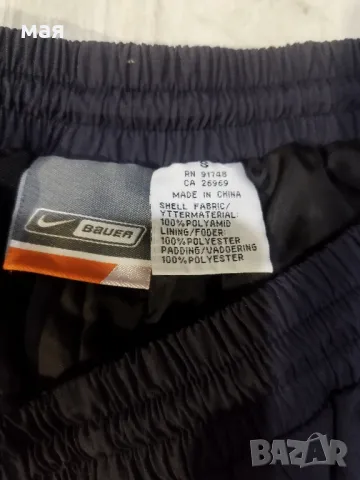 мая
S
RN 91748
CA 26969
MADE IN CHINA
SHELL FABRIC/
YTTERMATERIAL:
100%POLYAMID
LINING/FODER:
100%POLYESTER
PADDING/VADDERING
100%POLYESTER
BAUER
BAZAR